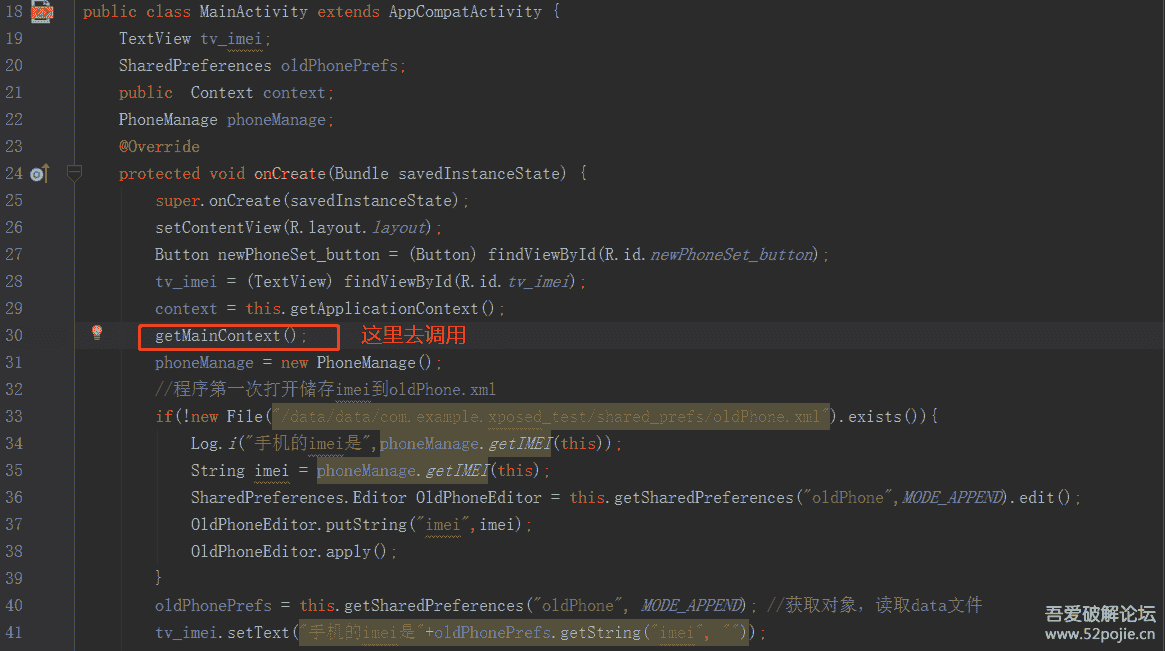 18 public class MainActivity extends AppCompatActivity {
19 TextView tv_imei;
20 SharedPreferences oldPhonePrefs;
21 public  Context context;
22 PhoneManage phoneManage;
23 @Override
24 protected void onCreate(Bundle savedInstanceState) {
25 super.onCreate(savedInstanceState);
26 setContentView(R.layout.layout);
27 Button newPhoneSet_button = (Button) findViewById(R.id.newPhoneSet_button);
28 tv_imei = (TextView) findViewById(R.id.tv_imei);
29 context = this.getApplicationContext();
30 getMainContext(); 这里去调用
31 phoneManage = new PhoneManage();
32 //程序第一次打开储存imei到oldPhone.xml
33 if(!new File("/data/data/com.example.xposed_test/shared_prefs/oldPhone.xml").exists()){
34 Log.i("手机的imei是",phoneManage.getIMEI(this));
35 String imei = phoneManage.getIMEI(this);
36 SharedPreferences.Editor OldPhoneEditor = this.getSharedPreferences("oldPhone",MODE_APPEND).edit();
37 OldPhoneEditor.putString("imei",imei);
38 OldPhoneEditor.apply();
39 }
40 oldPhonePrefs = this.getSharedPreferences("oldPhone", MODE_APPEND); //获取对象，读取data文件
41 tv_imei.setText("手机的imei是"+oldPhonePrefs.getString("imei", ""));
吾爱破解论坛
www.52pojie.cn